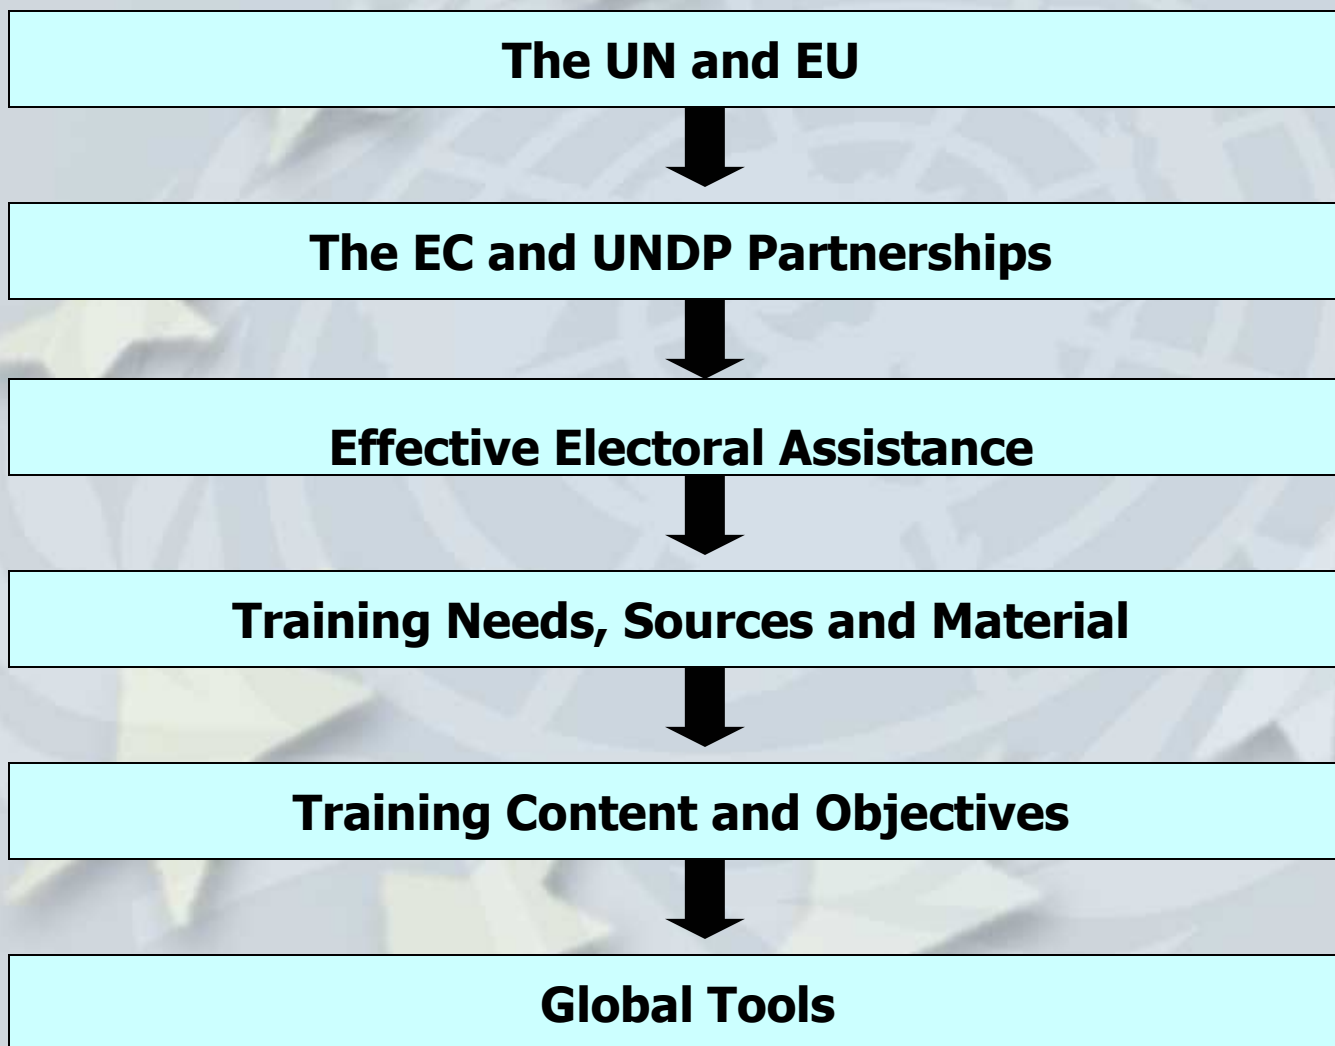 The UN and EU
The EC and UNDP Partnerships
Effective Electoral Assistance
Training Needs, Sources and Material
Training Content and Objectives
Global Tools